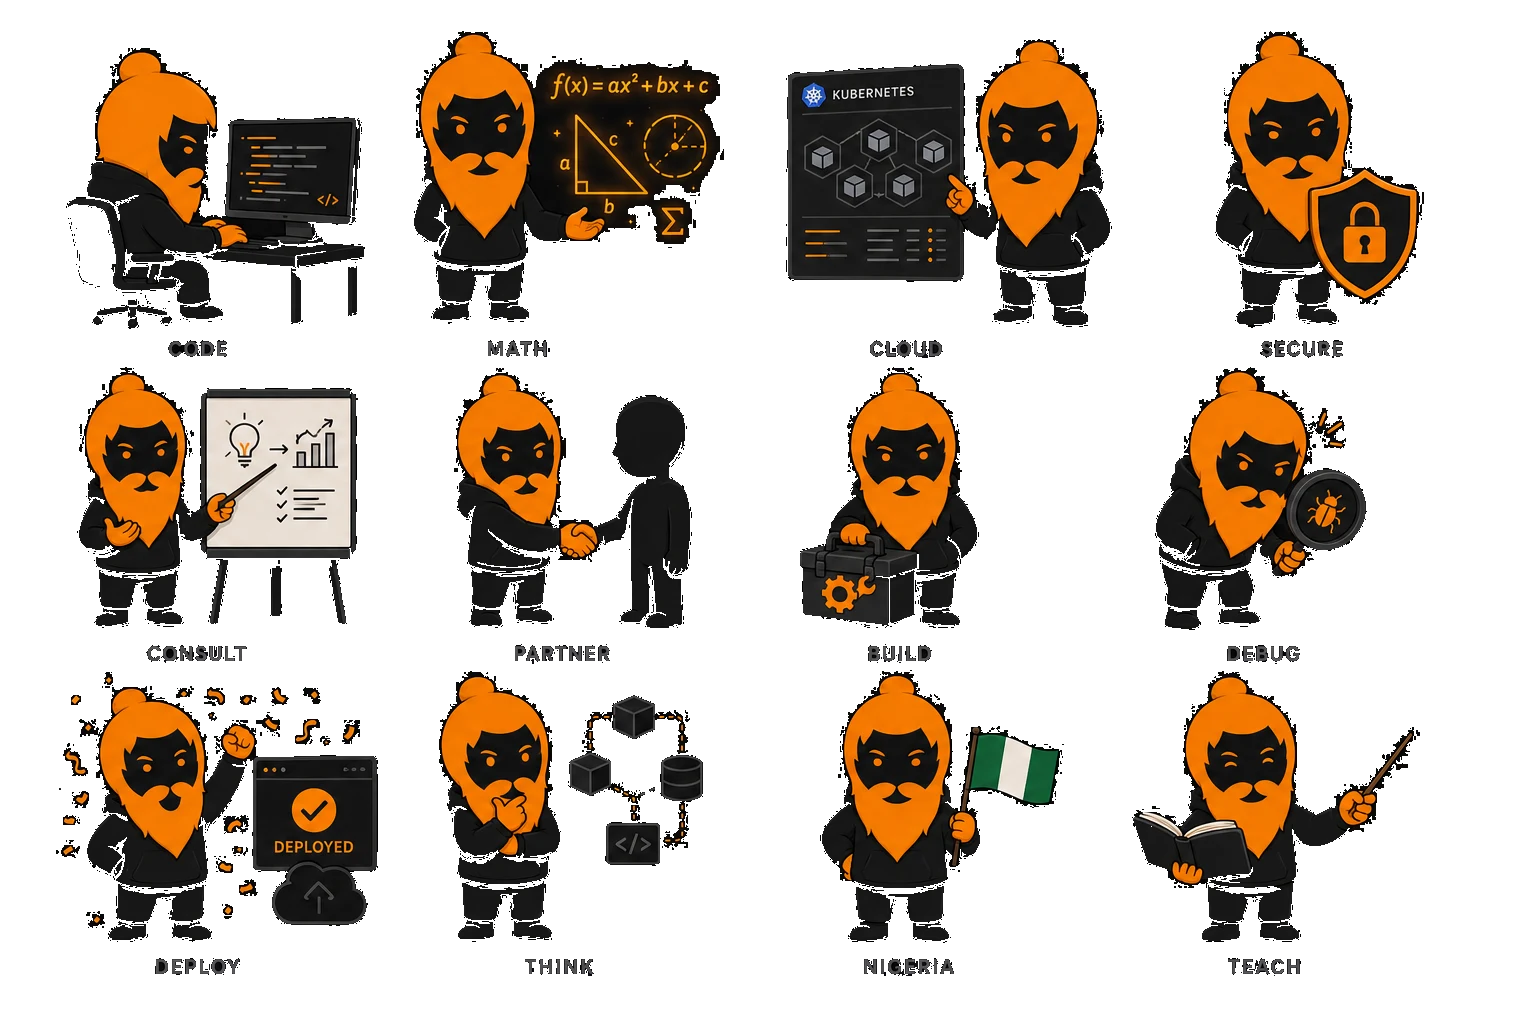 f(x) = ax² + bx + c
a
c
b
Σ
KUBERNETES
</>
CODE
MATH
CLOUD
SECURE
CONSULT
PARTNER
BUILD
DEBUG
DEPLOYED
</>
DEPLOY
THINK
NIGERIA
TEACH